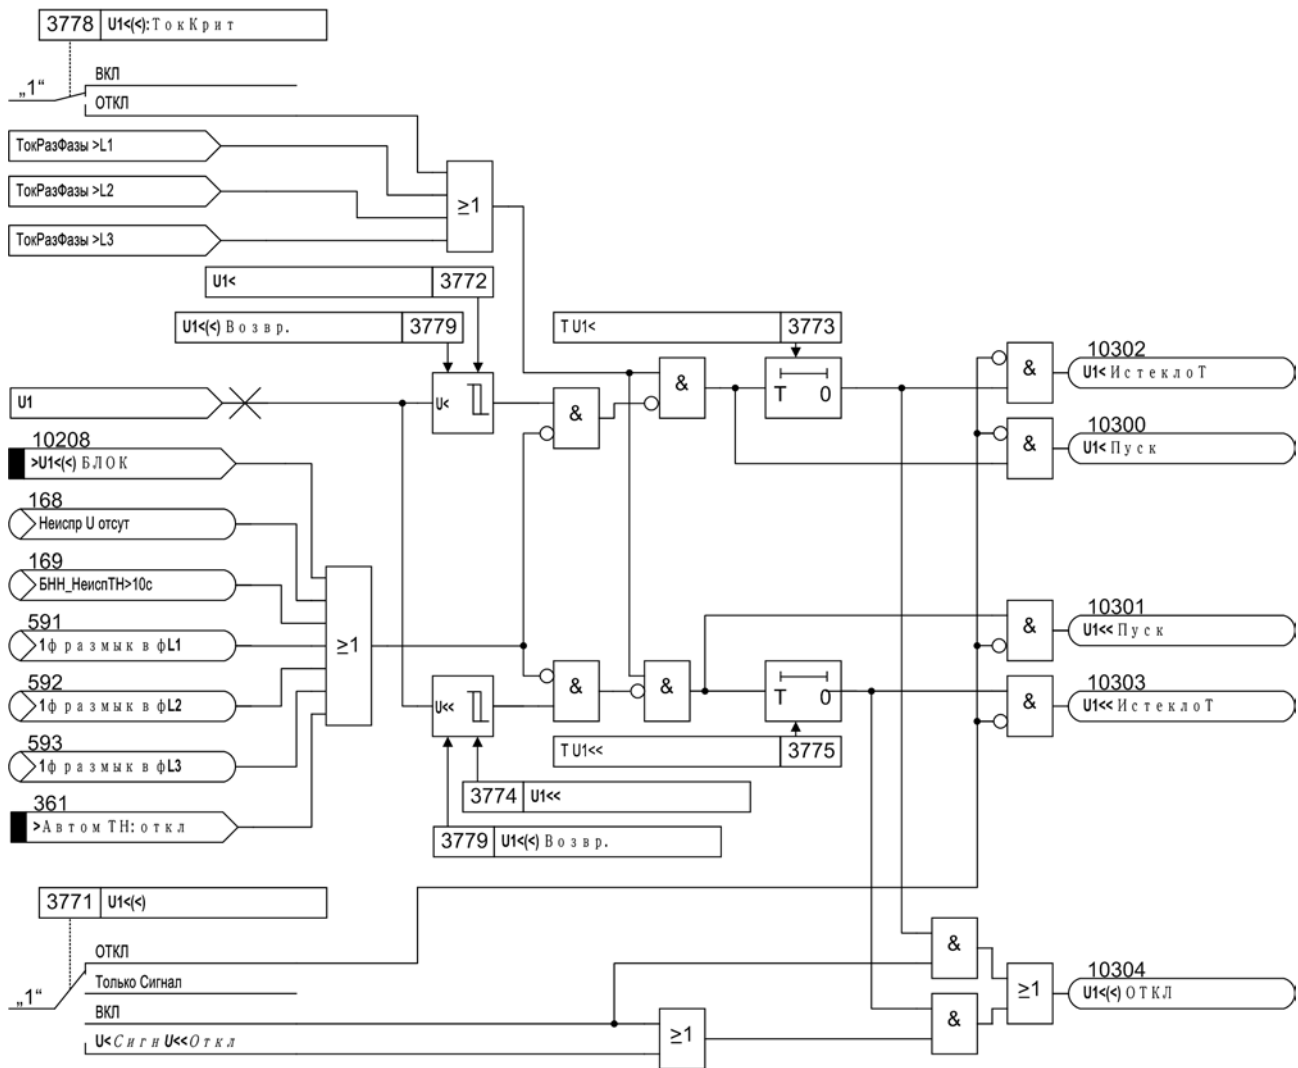 3778 U1<(<):ТокКрит
ВКЛ
„1“
ОТКЛ
ТокРазФазы >L1
ТокРазФазы >L2
≥1
ТокРазФазы >L3
U1< 3772
U1<(<) Возвр. 3779
T U1< 3773
10302
&
U1< ИстеклоТ
&
U1
U<
T 0
&
10300
&
U1< Пуск
10208
>U1<(<) БЛОК
168
Неиспр U отсут
169
БНН_НеиспТН>10с
591
1ф размык в фL1
≥1
10301
&
U1<< Пуск
592
1ф размык в фL2
U<<
&
&
T 0
10303
&
U1<< ИстеклоТ
593
1ф размык в фL3
T U1<< 3775
3774 U1<<
361
>Автом ТН: откл
3779 U1<(<) Возвр.
3771 U1<(<)
ОТКЛ
&
Только Сигнал
„1“
10304
≥1
U1<(<) ОТКЛ
ВКЛ
&
U<Сигн U<<Откл
≥1